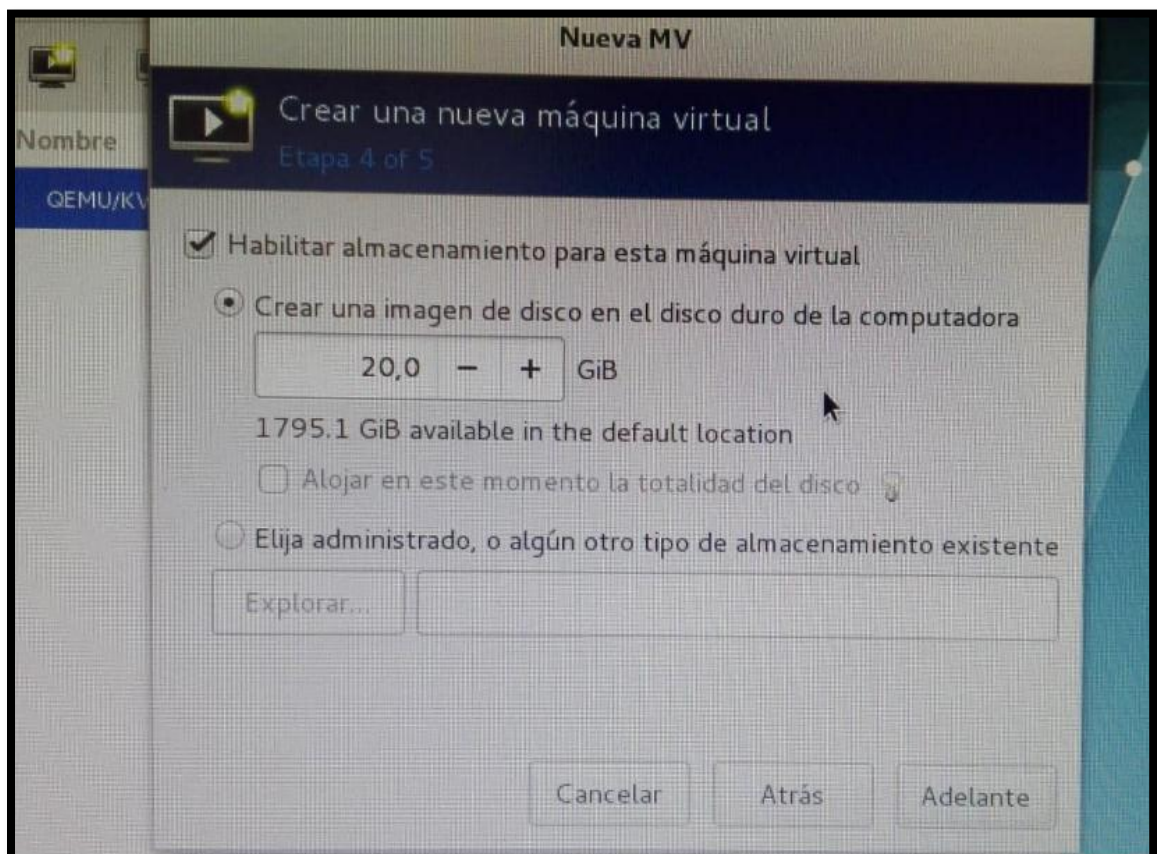 Nueva MV
Crear una nueva máquina virtual
Etapa 4 of 5
Nombre
QEMU/KV
Habilitar almacenamiento para esta máquina virtual
Crear una imagen de disco en el disco duro de la computadora
20,0 − +  GiB
1795.1 GiB available in the default location
Alojar en este momento la totalidad del disco
Elija administrado, o algún otro tipo de almacenamiento existente
Explorar...
Cancelar Atrás Adelante